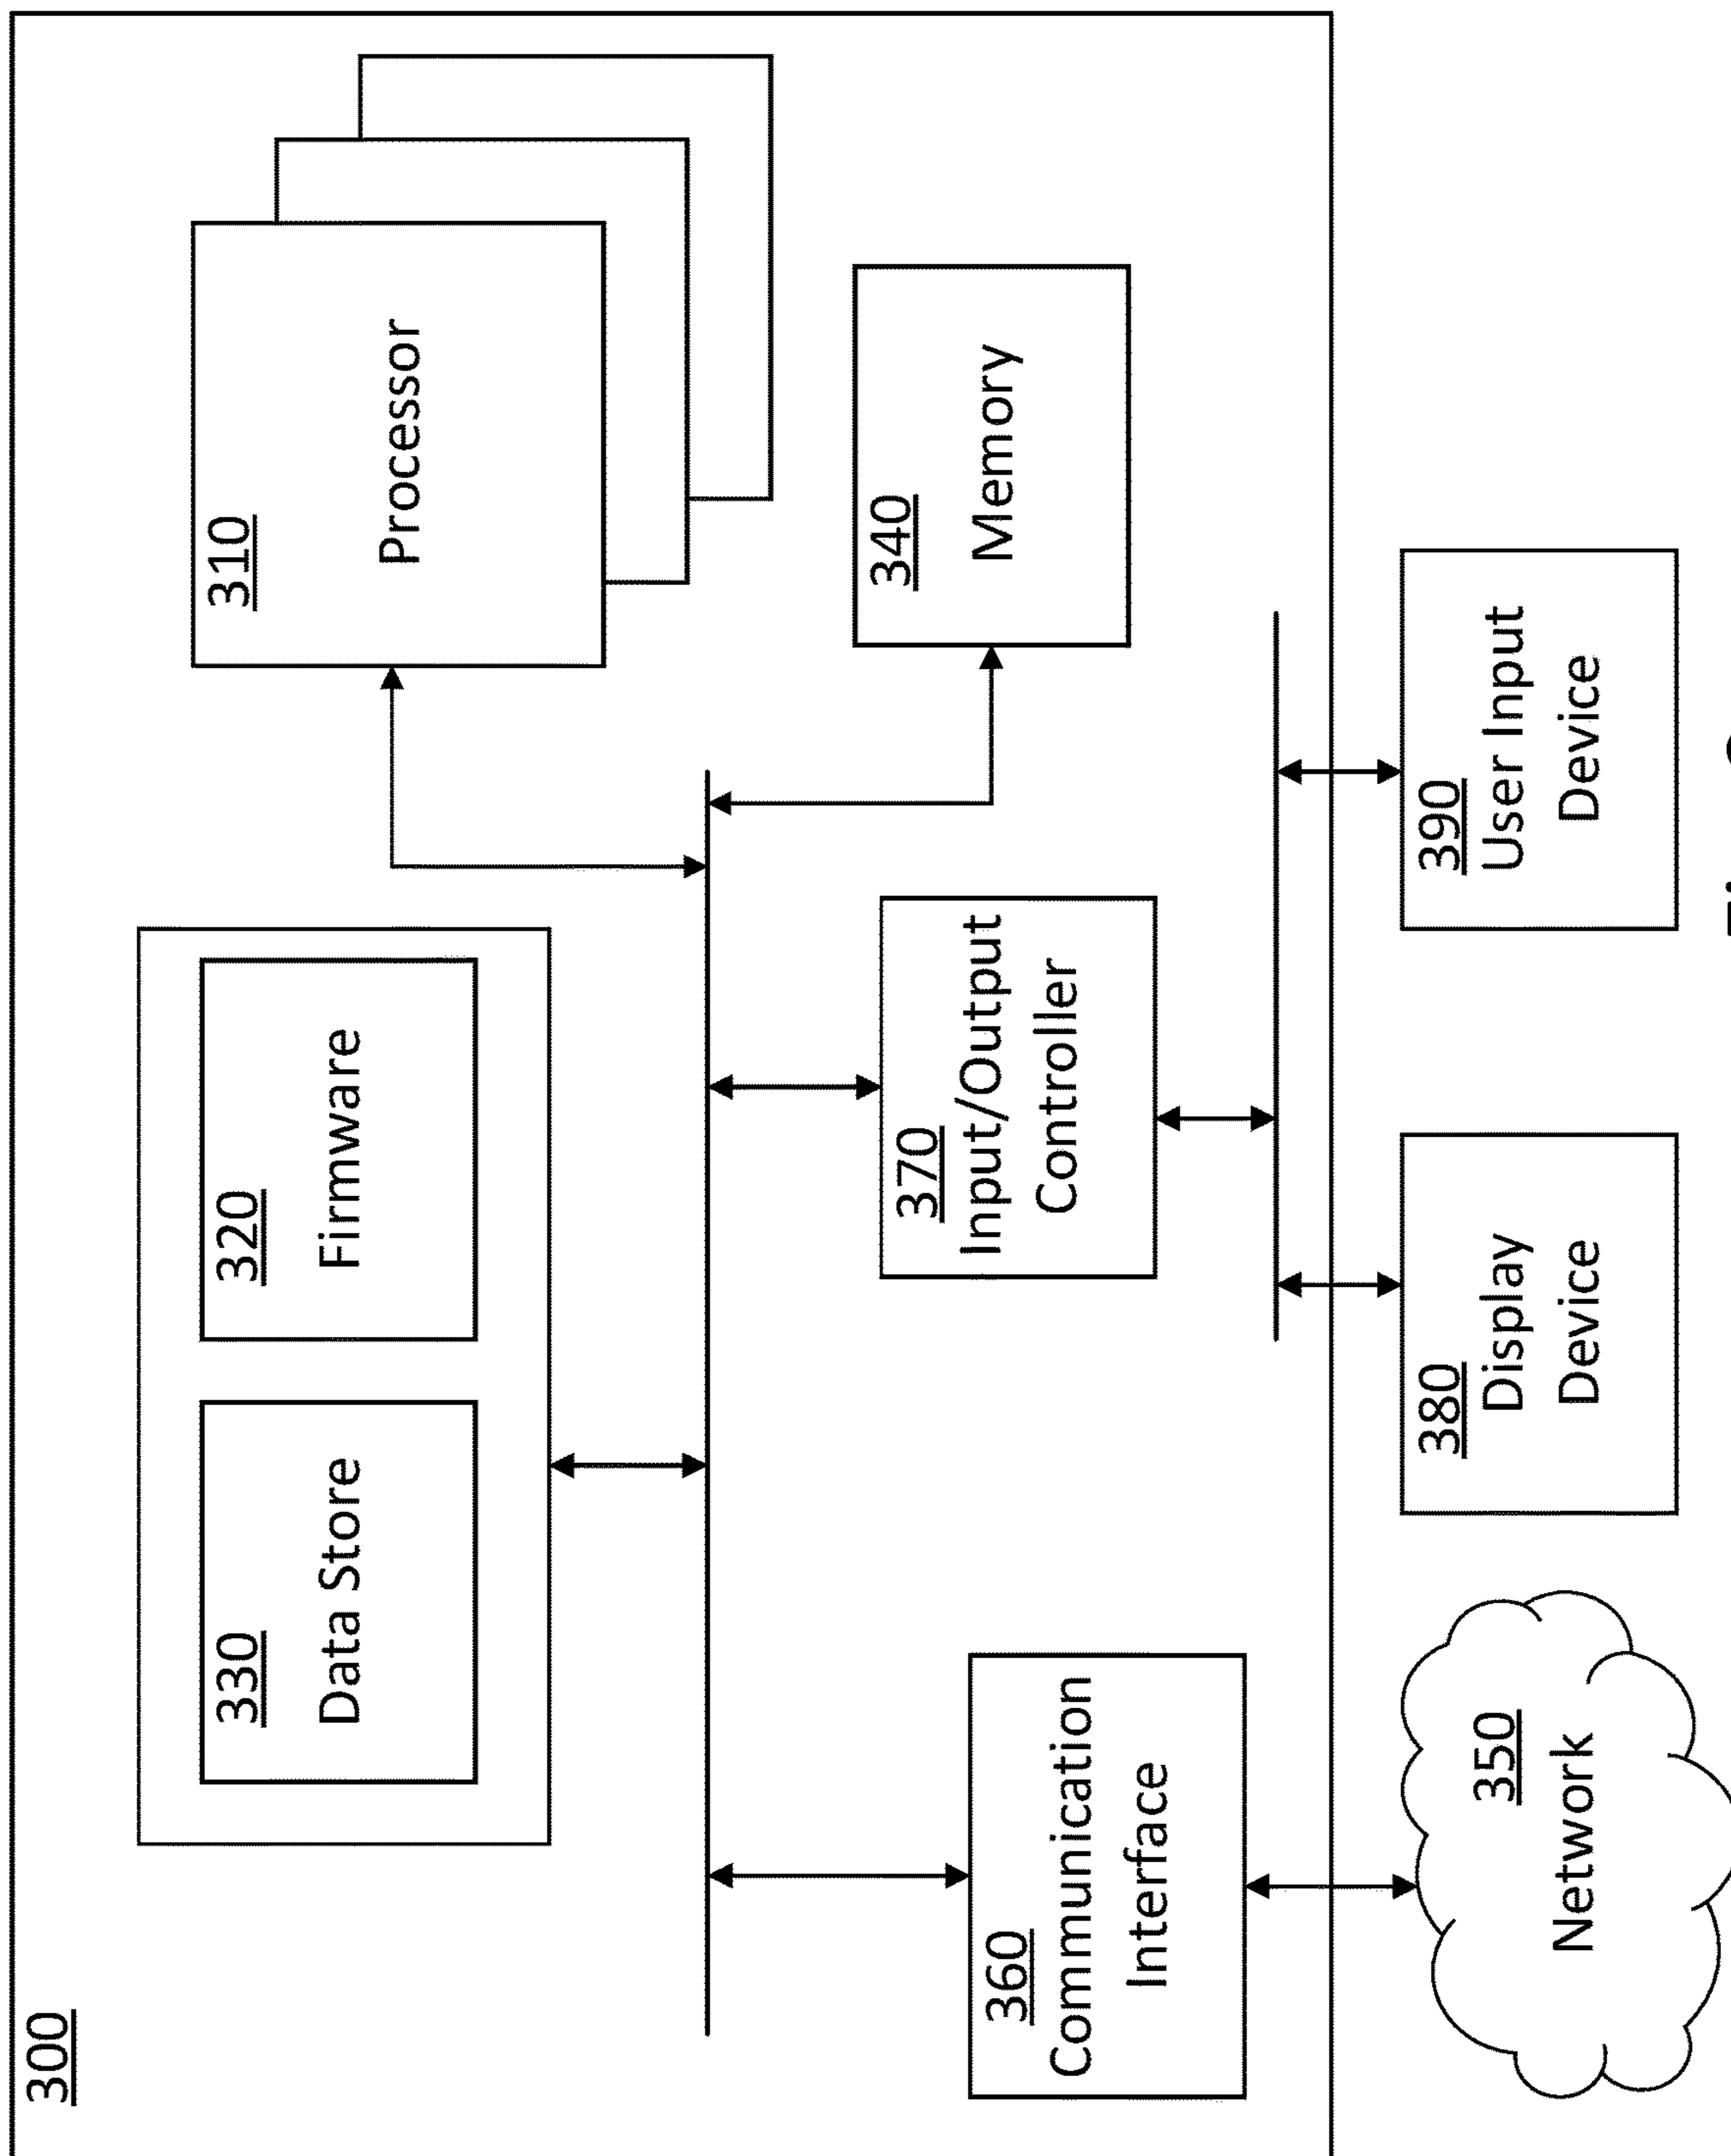 300
330
Data Store
320
Firmware
310
Processor
360
Communication
Interface
370
Input/Output
Controller
340
Memory
350
Network
380
Display
Device
390
User Input
Device